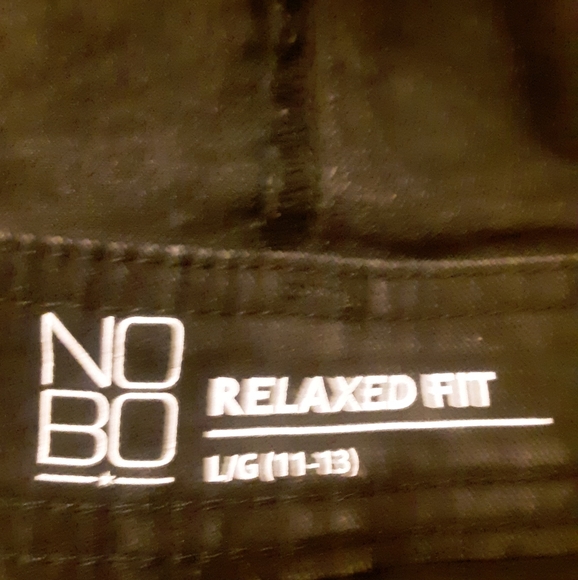 NO
BO
RELAXED FIT
L/G (11-13)